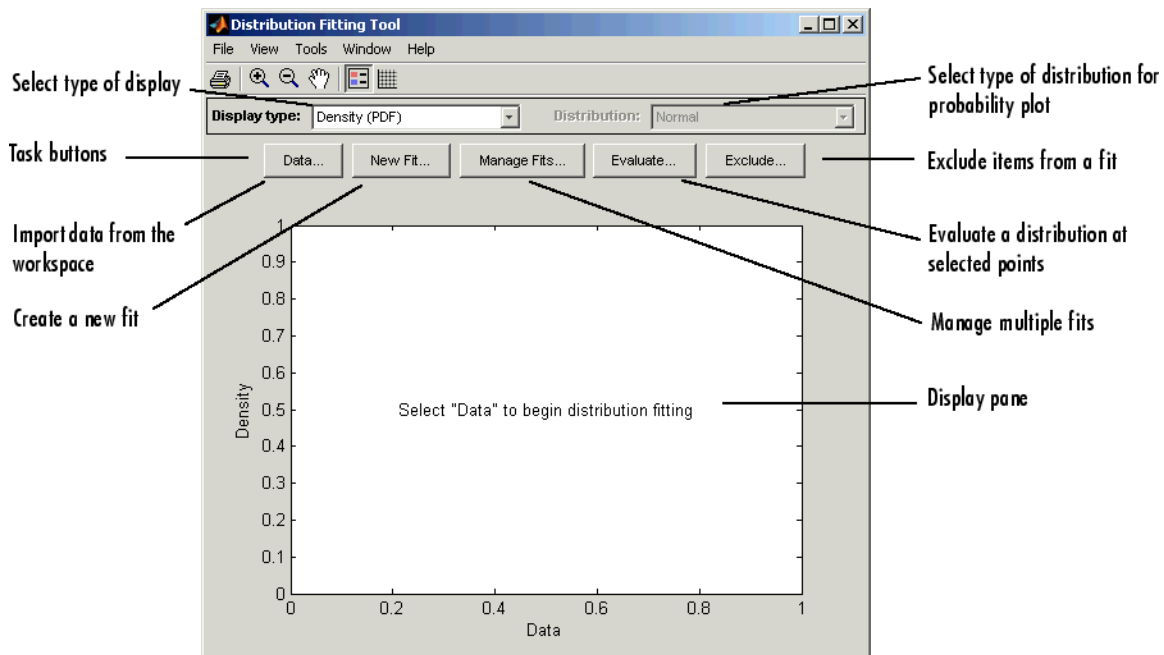 Distribution Fitting Tool
File View Tools Window Help
Select type of display
Select type of distribution for
probability plot
Display type: Density (PDF) Distribution: Normal
Task buttons
Data... New Fit... Manage Fits... Evaluate... Exclude...
Exclude items from a fit
Import data from the
workspace
Evaluate a distribution at
selected points
Create a new fit
Manage multiple fits
Display pane
1
0.9
0.8
0.7
0.6
0.5
0.4
0.3
0.2
0.1
0
Density
Select "Data" to begin distribution fitting
0 0.2 0.4 0.6 0.8 1
Data